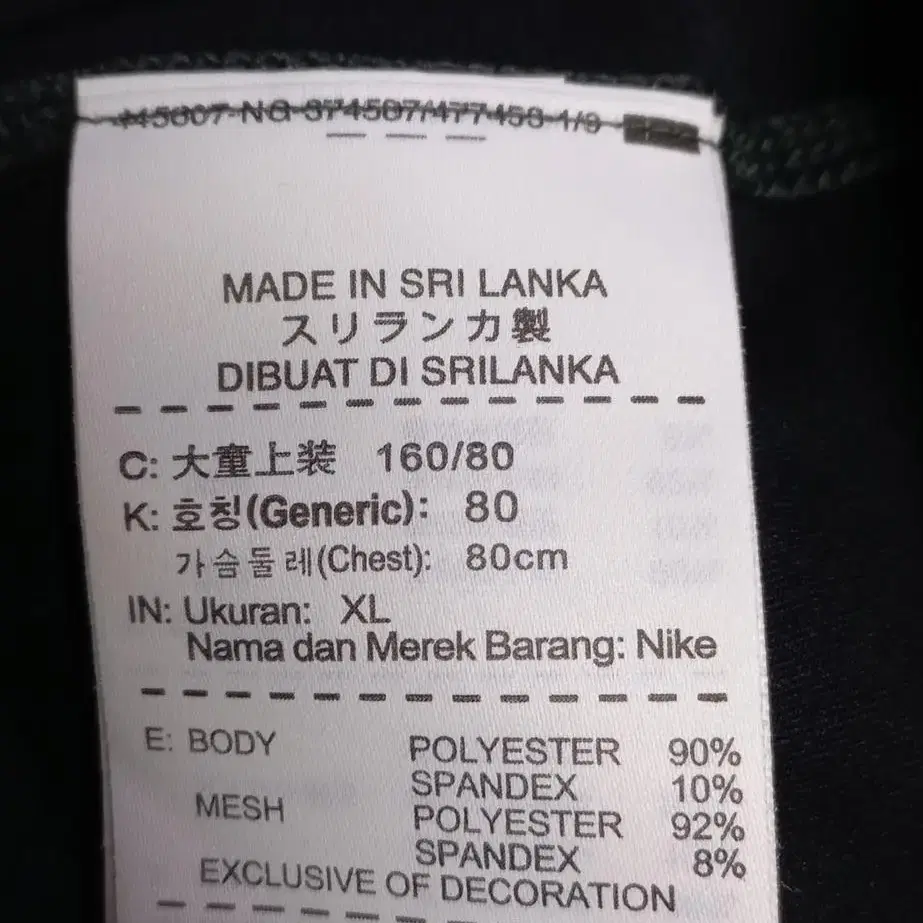 MADE IN SRI LANKA
スリランカ製
DIBUAT DI SRILANKA
C: 大童上装 160/80
K: 호칭(Generic): 80
가슴둘레(Chest): 80cm
IN: Ukuran: XL
Nama dan Merek Barang: Nike
E: BODY POLYESTER 90%
SPANDEX 10%
MESH POLYESTER 92%
SPANDEX 8%
EXCLUSIVE OF DECORATION